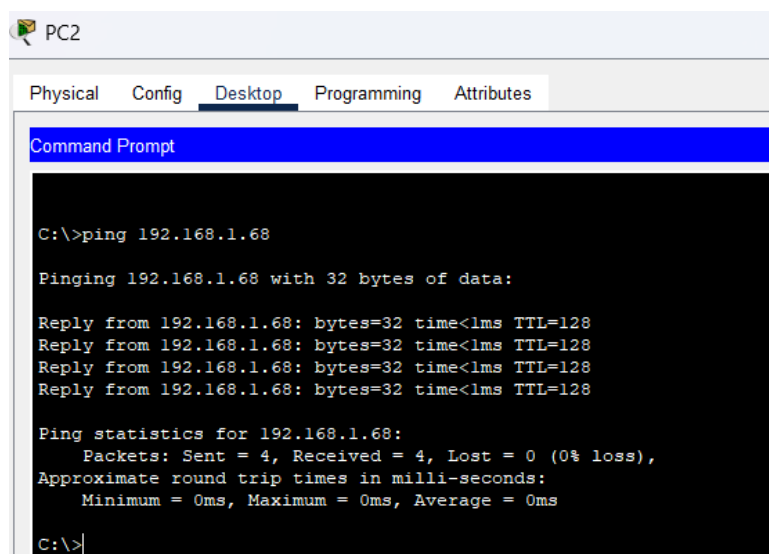 PC2
Physical Config Desktop Programming Attributes
Command Prompt
C:\>ping 192.168.1.68
Pinging 192.168.1.68 with 32 bytes of data:
Reply from 192.168.1.68: bytes=32 time<1ms TTL=128
Reply from 192.168.1.68: bytes=32 time<1ms TTL=128
Reply from 192.168.1.68: bytes=32 time<1ms TTL=128
Reply from 192.168.1.68: bytes=32 time<1ms TTL=128
Ping statistics for 192.168.1.68:
    Packets: Sent = 4, Received = 4, Lost = 0 (0% loss),
Approximate round trip times in milli-seconds:
    Minimum = 0ms, Maximum = 0ms, Average = 0ms
C:\>